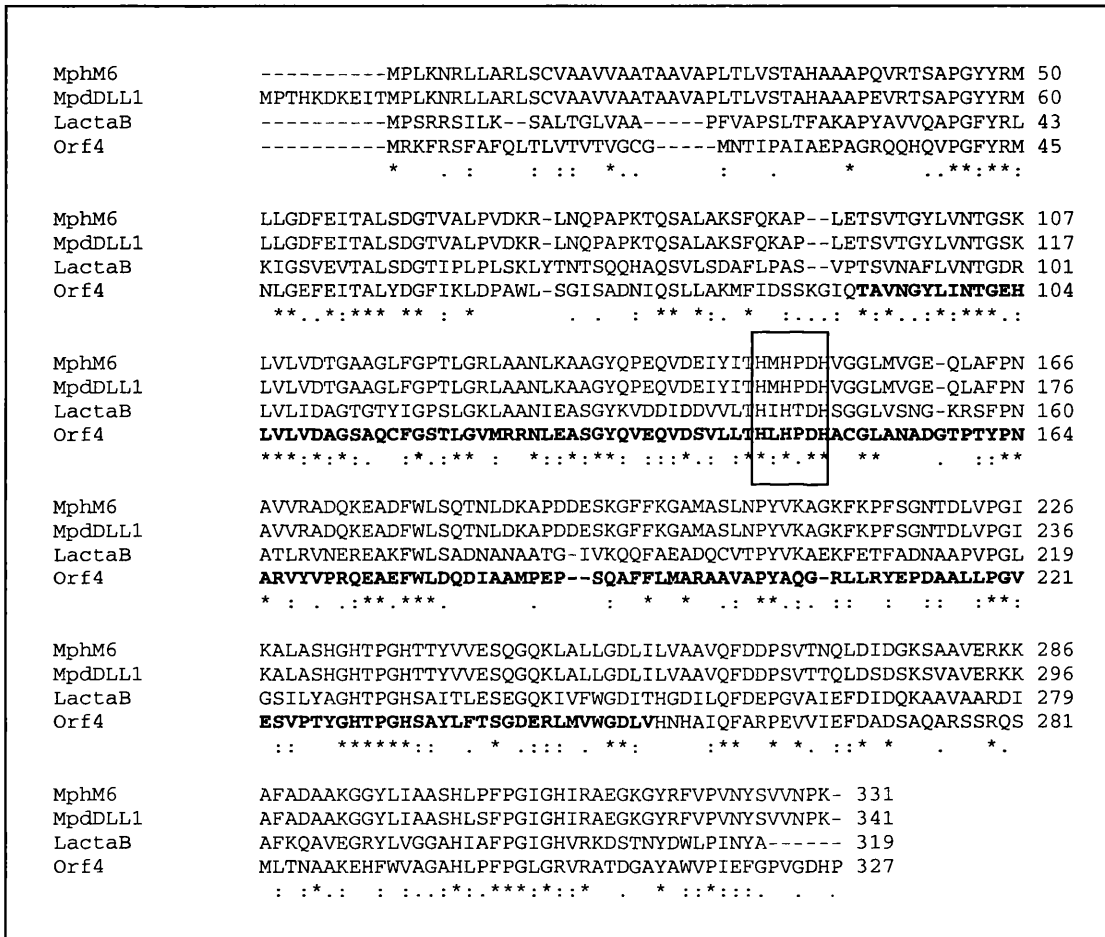 MphM6 ----------MPLKNRLLARLSCVAAVVAATAAVAPLTLVSTAHAAAPQVRTSAPGYYRM 50
MpdDLL1 MPTHKDKEITMPLKNRLLARLSCVAAVVAATAAVAPLTLVSTAHAAAPEVRTSAPGYYRM 60
LactaB ----------MPSRRSILK--SALTGLVAA-----PFVAPSLTFAKAPYAVVQAPGFYRL 43
Orf4 ----------MRKFRSFAFQLTLVTVTVGCG-----MNTIPAIAEPAGRQQHQVPGFYRM 45
* . : : :: *.. : . * ..**:**:
MphM6 LLGDFEITALSDGTVALPVDKR-LNQPAPKTQSALAKSFQKAP--LETSVTGYLVNTGSK 107
MpdDLL1 LLGDFEITALSDGTVALPVDKR-LNQPAPKTQSALAKSFQKAP--LETSVTGYLVNTGSK 117
LactaB KIGSVEVTALSDGTIPLPLSKLYTNTSQQHAQSVLSDAFLPAS--VPTSVNAFLVNTGDR 101
Orf4 NLGEFEITALYDGFIKLDPAWL-SGISADNIQSLLAKMFIDSSKGIQTAVNGYLINTGEH 104
**..*:*** ** : * . . ** *:. * :..: *:*..:*:***.:
MphM6 LVLVDTGAAGLFGPTLGRLAANLKAAGYQPEQVDEIYITHMHPDHVGGLMVGE-QLAFPN 166
MpdDLL1 LVLVDTGAAGLFGPTLGRLAANLKAAGYQPEQVDEIYITHMHPDHVGGLMVGE-QLAFPN 176
LactaB LVLIDAGTGTYIGPSLGKLAANIEASGYKVDDIDDVVLTHIHTDHSGGLVSNG-KRSFPN 160
Orf4 LVLVDAGSAQCFGSTLGVMRRNLEASGYQVEQVDSVLLTHLHPDHACGLANADGTPTYPN 164
***:*:*:. :*.:** : *::*:**: :::*.: :**:*.** ** . ::**
MphM6 AVVRADQKEADFWLSQTNLDKAPDDESKGFFKGAMASLNPYVKAGKFKPFSGNTDLVPGI 226
MpdDLL1 AVVRADQKEADFWLSQTNLDKAPDDESKGFFKGAMASLNPYVKAGKFKPFSGNTDLVPGI 236
LactaB ATLRVNEREAKFWLSADNANAATG-IVKQQFAEADQCVTPYVKAEKFETFADNAAPVPGL 219
Orf4 ARVYVPRQEAEFWLDQDIAAMPEP--SQAFFLMARAAVAPYAQG-RLLRYEPDAALLPGV 221
* : . .:**.***. . : * * .: **.:. :: : :: :**:
MphM6 KALASHGHTPGHTTYVVESQGQKLALLGDLILVAAVQFDDPSVTNQLDIDGKSAAVERKK 286
MpdDLL1 KALASHGHTPGHTTYVVESQGQKLALLGDLILVAAVQFDDPSVTTQLDSDSKSVAVERKK 296
LactaB GSILYAGHTPGHSAITLESEGQKIVFWGDITHGDILQFDEPGVAIEFDIDQKAAVAARDI 279
Orf4 ESVPTYGHTPGHSAYLFTSGDERLMVWGDLVHNHAIQFARPEVVIEFDADSAQARSSRQS 281
:: ******:: . * .::: . **: :** * *. ::* * . *.
MphM6 AFADAAKGGYLIAASHLPFPGIGHIRAEGKGYRFVPVNYSVVNPK- 331
MpdDLL1 AFADAAKGGYLIAASHLSFPGIGHIRAEGKGYRFVPVNYSVVNPK- 341
LactaB AFKQAVEGRYLVGGAHIAFPGIGHVRKDSTNYDWLPINYA------ 319
Orf4 MLTNAAKEHFWVAGAHLPFPGLGRVRATDGAYAWVPIEFGPVGDHP 327
: :*.: : :..:*:.***:*::* . * ::*:::. . .